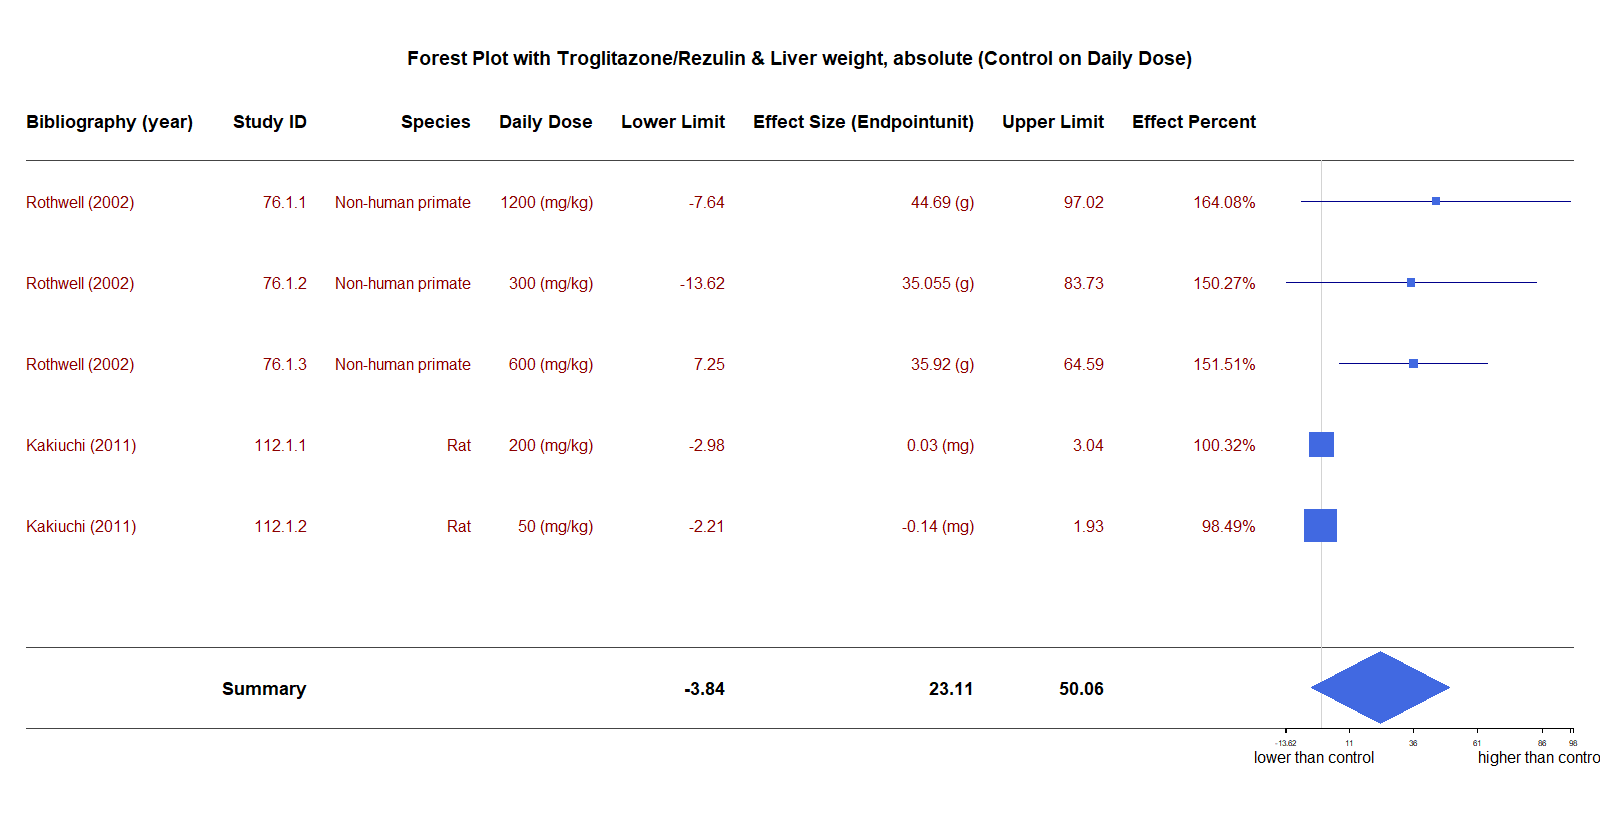 Forest Plot with Troglitazone/Rezulin & Liver weight, absolute (Control on Daily Dose)
Bibliography (year) Study ID Species Daily Dose Lower Limit Effect Size (Endpointunit) Upper Limit Effect Percent
Rothwell (2002) 76.1.1 Non-human primate 1200 (mg/kg) -7.64 44.69 (g) 97.02 164.08%
Rothwell (2002) 76.1.2 Non-human primate 300 (mg/kg) -13.62 35.055 (g) 83.73 150.27%
Rothwell (2002) 76.1.3 Non-human primate 600 (mg/kg) 7.25 35.92 (g) 64.59 151.51%
Kakiuchi (2011) 112.1.1 Rat 200 (mg/kg) -2.98 0.03 (mg) 3.04 100.32%
Kakiuchi (2011) 112.1.2 Rat 50 (mg/kg) -2.21 -0.14 (mg) 1.93 98.49%
Summary -3.84 23.11 50.06
-13.62 11 36 61 86 98
lower than control higher than contro